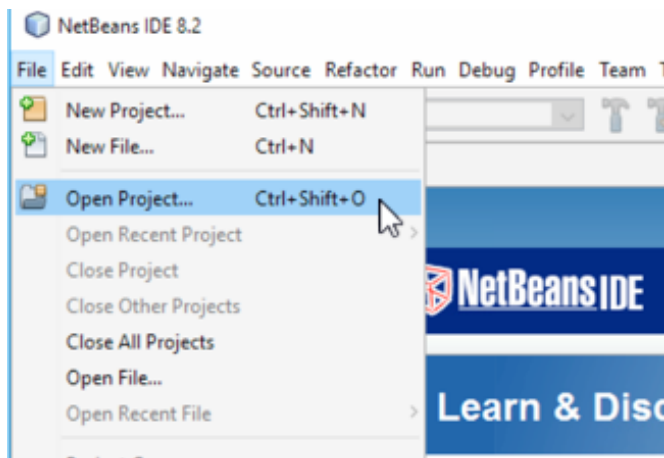 NetBeans IDE 8.2
File Edit View Navigate Source Refactor Run Debug Profile Team
New Project... Ctrl+Shift+N
New File... Ctrl+N
Open Project... Ctrl+Shift+O
Open Recent Project
Close Project
Close Other Projects
Close All Projects
Open File...
Open Recent File
NetBeans IDE
Learn & Disc